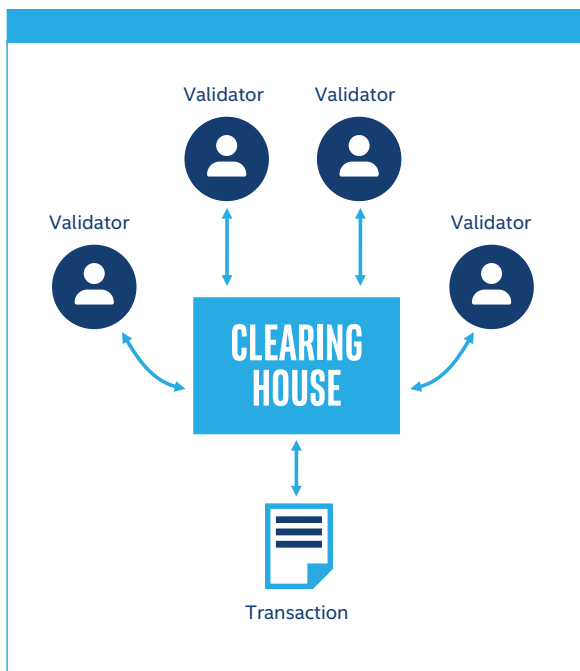 Validator
Validator
Validator
Validator
CLEARING
HOUSE
Transaction